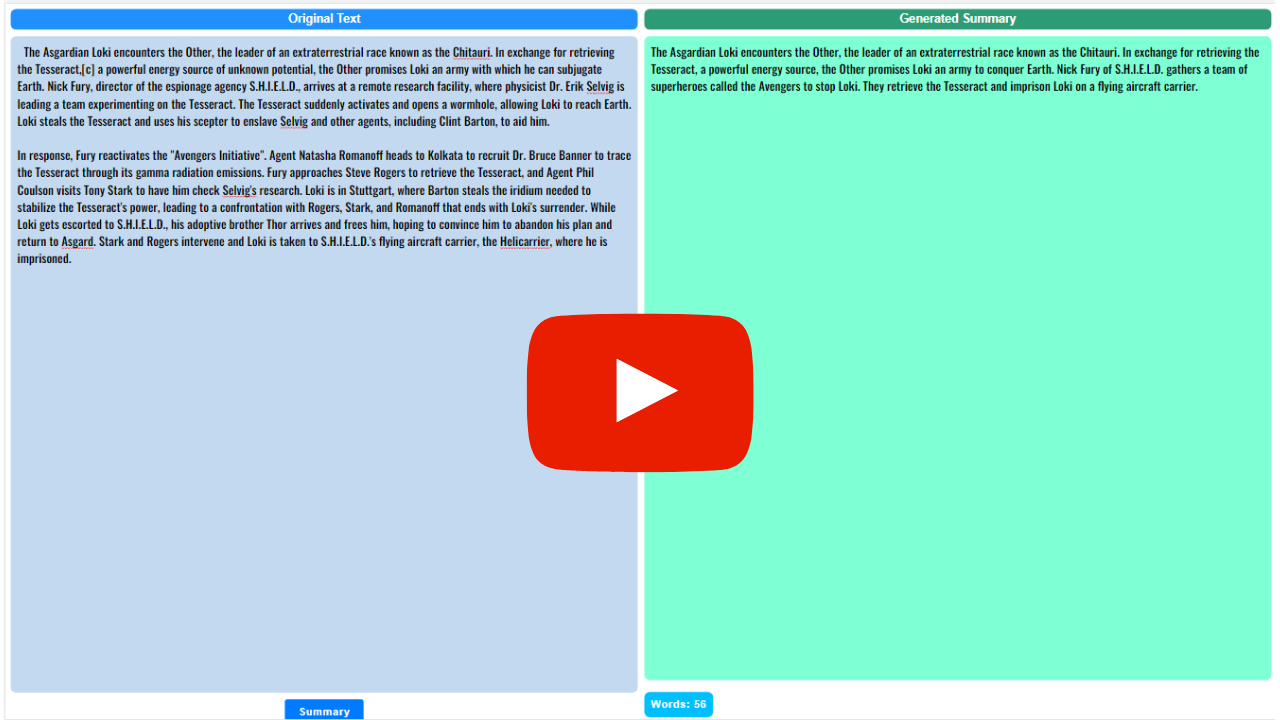 Original Text
The Asgardian Loki encounters the Other, the leader of an extraterrestrial race known as the Chitauri. In exchange for retrieving
the Tesseract,[c] a powerful energy source of unknown potential, the Other promises Loki an army with which he can subjugate
Earth. Nick Fury, director of the espionage agency S.H.I.E.L.D., arrives at a remote research facility, where physicist Dr. Erik Selvig is
leading a team experimenting on the Tesseract. The Tesseract suddenly activates and opens a wormhole, allowing Loki to reach Earth.
Loki steals the Tesseract and uses his scepter to enslave Selvig and other agents, including Clint Barton, to aid him.
In response, Fury reactivates the "Avengers Initiative". Agent Natasha Romanoff heads to Kolkata to recruit Dr. Bruce Banner to trace
the Tesseract through its gamma radiation emissions. Fury approaches Steve Rogers to retrieve the Tesseract, and Agent Phil
Coulson visits Tony Stark to have him check Selvig's research. Loki is in Stuttgart, where Barton steals the iridium needed to
stabilize the Tesseract's power, leading to a confrontation with Rogers, Stark, and Romanoff that ends with Loki's surrender. While
Loki gets escorted to S.H.I.E.L.D., his adoptive brother Thor arrives and frees him, hoping to convince him to abandon his plan and
return to Asgard. Stark and Rogers intervene and Loki is taken to S.H.I.E.L.D.'s flying aircraft carrier, the Helicarrier, where he is
imprisoned.
Summary
Generated Summary
The Asgardian Loki encounters the Other, the leader of an extraterrestrial race known as the Chitauri. In exchange for retrieving the
Tesseract, a powerful energy source, the Other promises Loki an army to conquer Earth. Nick Fury of S.H.I.E.L.D. gathers a team of
superheroes called the Avengers to stop Loki. They retrieve the Tesseract and imprison Loki on a flying aircraft carrier.
Words: 56